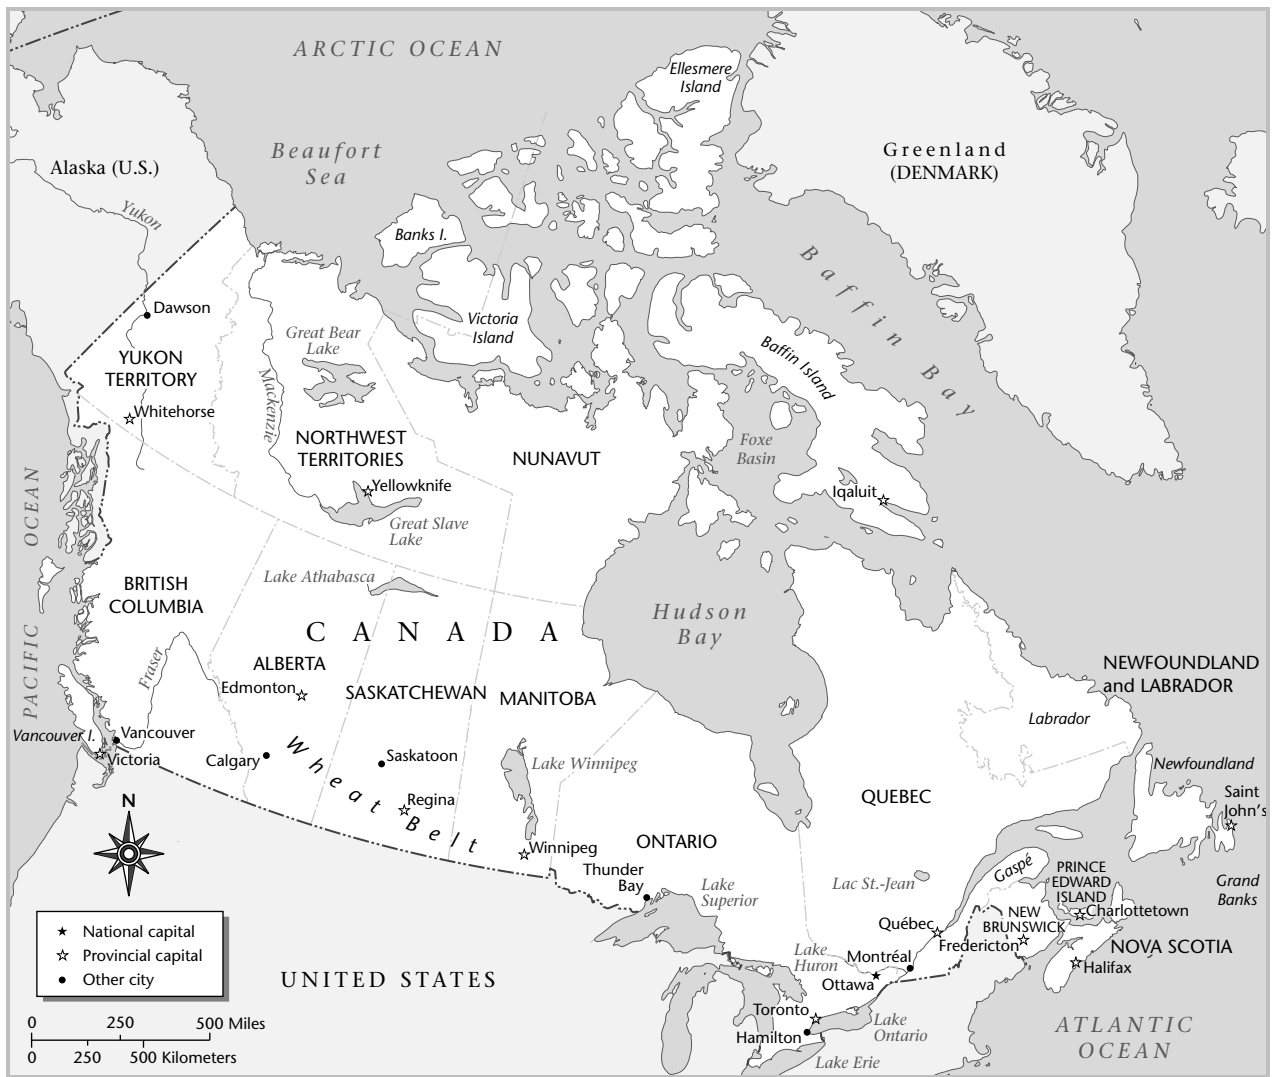 ARCTIC OCEAN
Ellesmere
Island
Beaufort
Sea
Greenland
(DENMARK)
Alaska (U.S.)
Yukon
Banks I.
Baffin Bay
Dawson
Victoria
Island
Great Bear
Lake
Baffin Island
YUKON
TERRITORY
Mackenzie
Whitehorse
NORTHWEST
TERRITORIES
NUNAVUT
Foxe
Basin
Yellowknife
Iqaluit
Great Slave
Lake
PACIFIC OCEAN
BRITISH
COLUMBIA
Lake Athabasca
Hudson
Bay
CANADA
Fraser
ALBERTA
Edmonton
SASKATCHEWAN
MANITOBA
NEWFOUNDLAND
and LABRADOR
Labrador
Vancouver I.
Vancouver
Victoria
Calgary
Wheat Belt
Saskatoon
Lake Winnipeg
Newfoundland
Saint
John's
Regina
QUEBEC
N
Winnipeg
ONTARIO
Thunder
Bay
Lake
Superior
Lac St.-Jean
Gaspé
PRINCE
EDWARD
ISLAND
Grand
Banks
Charlottetown
NEW
BRUNSWICK
Québec
Fredericton
NOVA SCOTIA
Halifax
Lake
Huron
Montréal
Ottawa
National capital
Provincial capital
Other city
UNITED STATES
Toronto
Hamilton
Lake
Ontario
Lake Erie
ATLANTIC
OCEAN
0 250 500 Miles
0 250 500 Kilometers